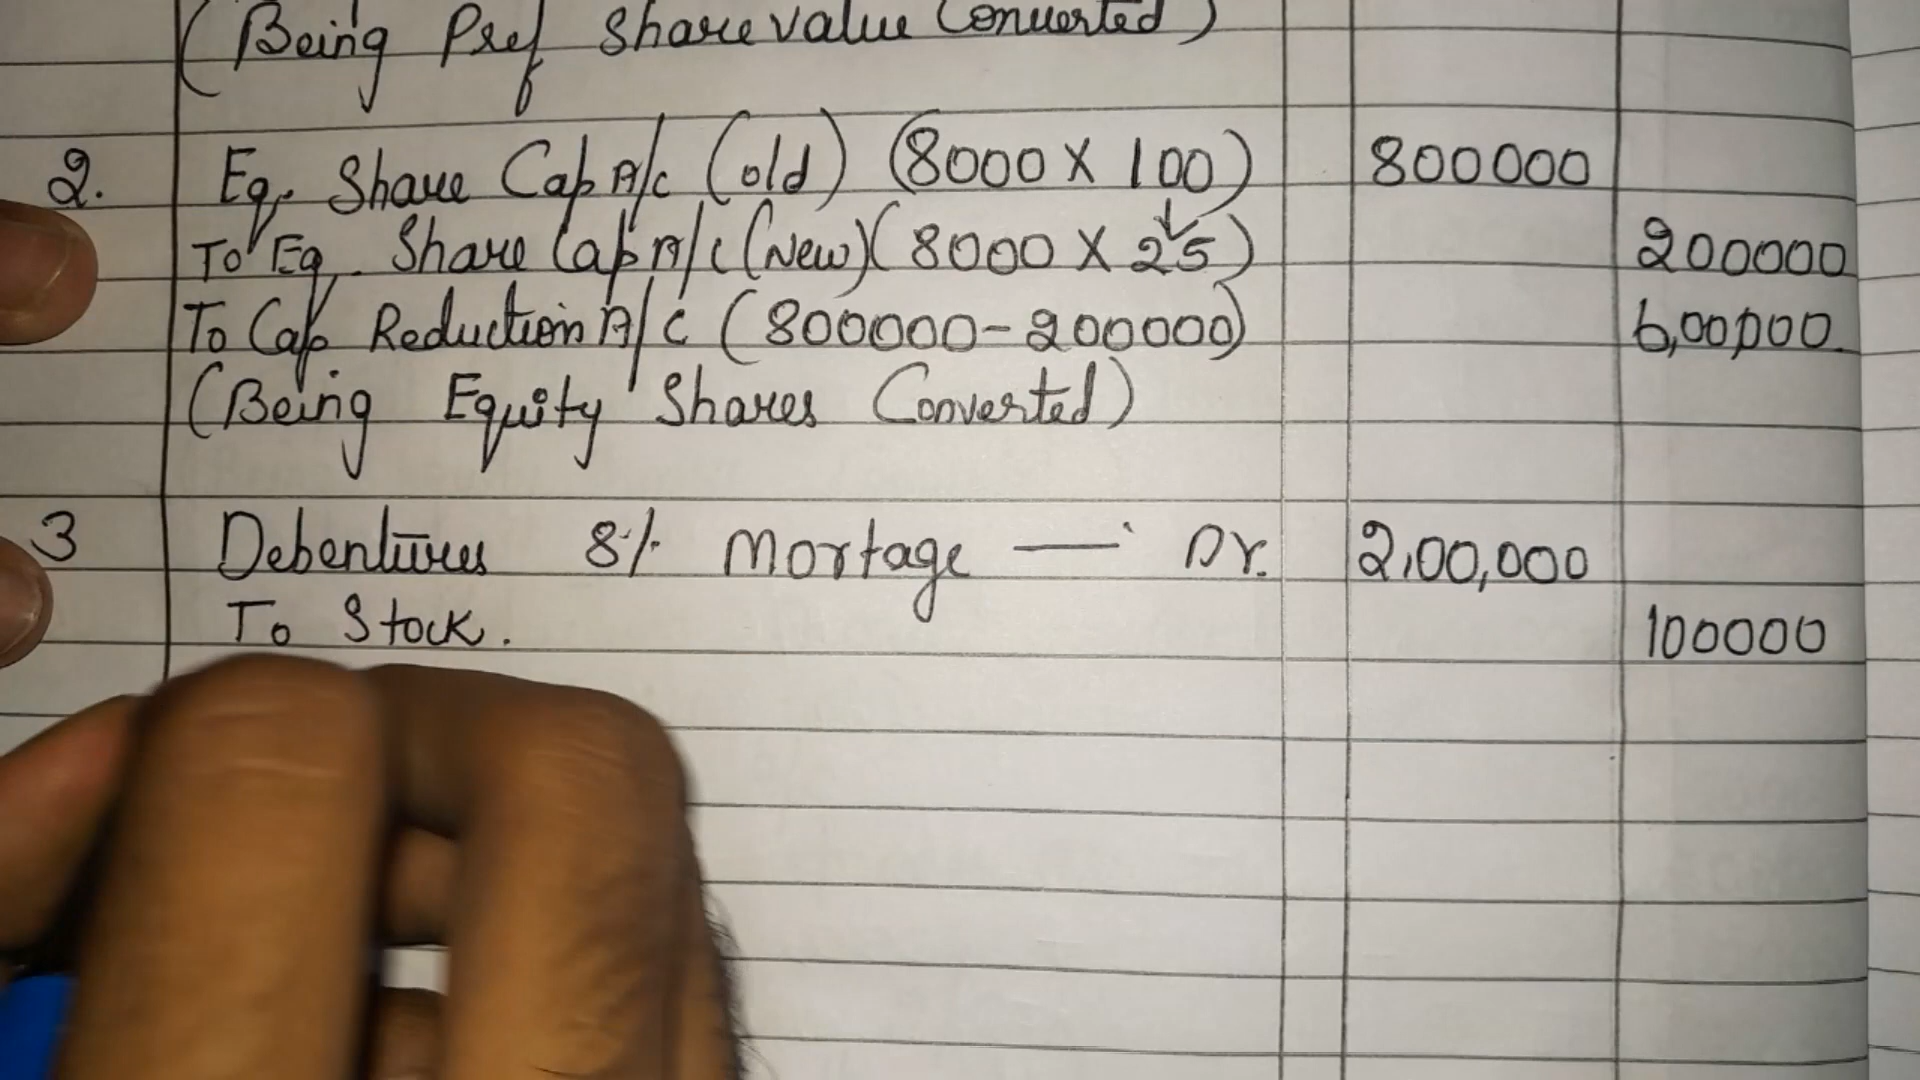 (Being Pref Share value Converted)
2. Eq. Share Cap A/c (old) (8000 X 100) 800000
To Eq. Share Cap A/c (New) (8000 X 25) 200000
To Cap Reduction A/c (800000-200000) 6,00,000
(Being Equity Shares Converted)
3 Debentures 8% Mortage — Dr. 2,00,000
To Stock. 100000